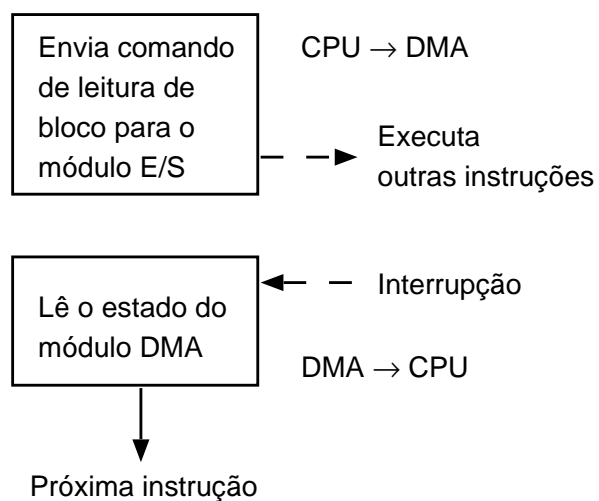 Envia comando
de leitura de
bloco para o
módulo E/S
CPU → DMA
Executa
outras instruções
Interrupção
Lê o estado do
módulo DMA
DMA → CPU
Próxima instrução